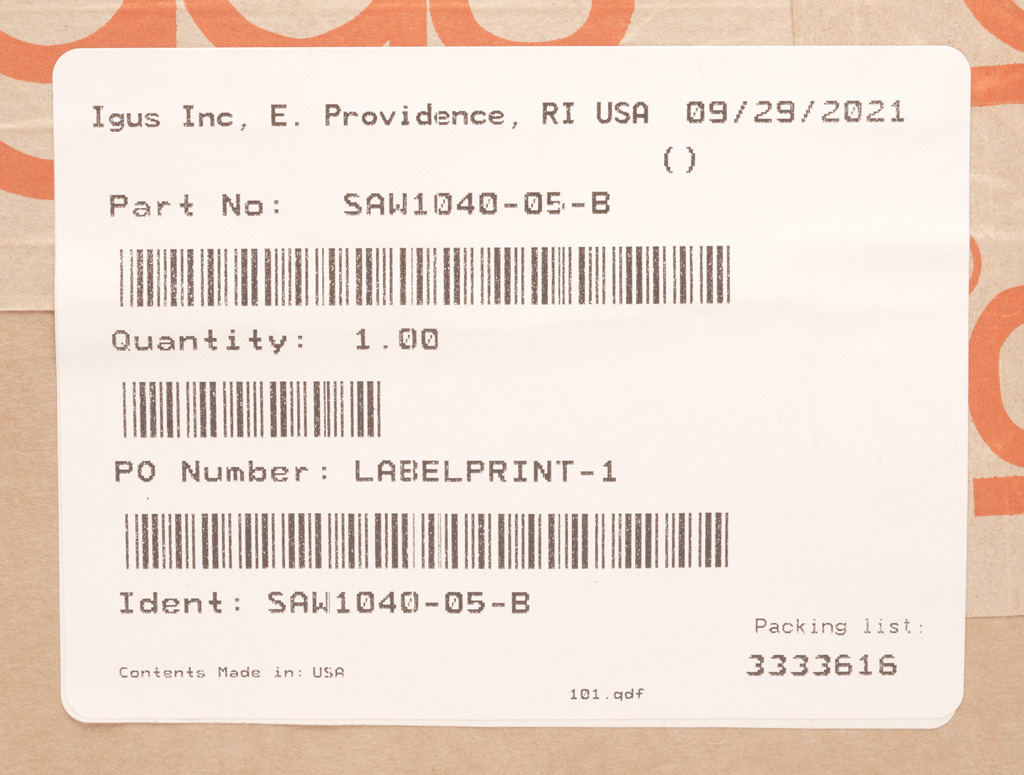 Igus Inc, E. Providence, RI USA 09/29/2021
()
Part No: SAW1040-05-B
Quantity: 1.00
PO Number: LABELPRINT-1
Ident: SAW1040-05-B
Packing list:
3333616
Contents Made in: USA
101.qdf